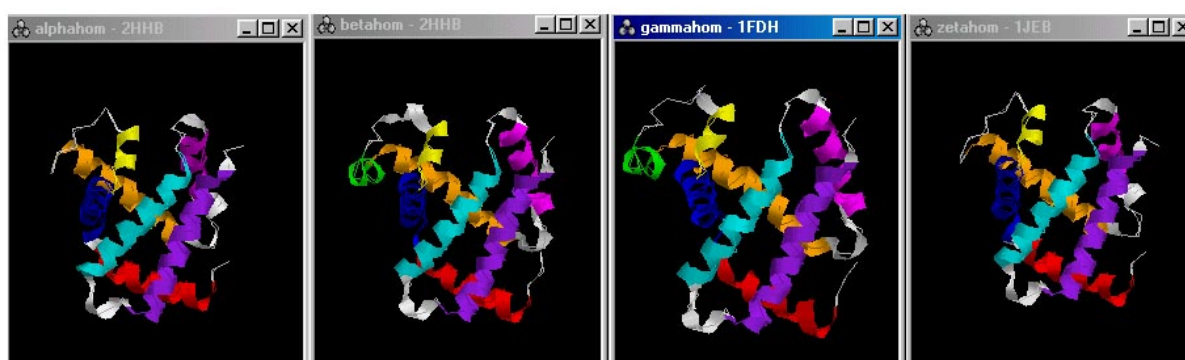 alphahom - 2HHB
betahom - 2HHB
gammahom - 1FDH
zetahom - 1JEB